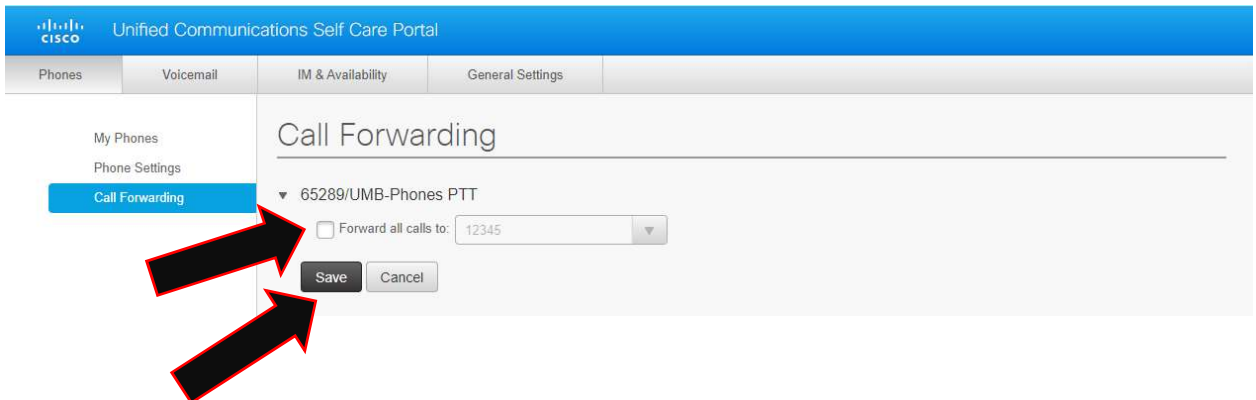 CISCO Unified Communications Self Care Portal
Phones Voicemail IM & Availability General Settings
My Phones
Phone Settings
Call Forwarding
Call Forwarding
65289/UMB-Phones PTT
Forward all calls to: 12345
Save Cancel